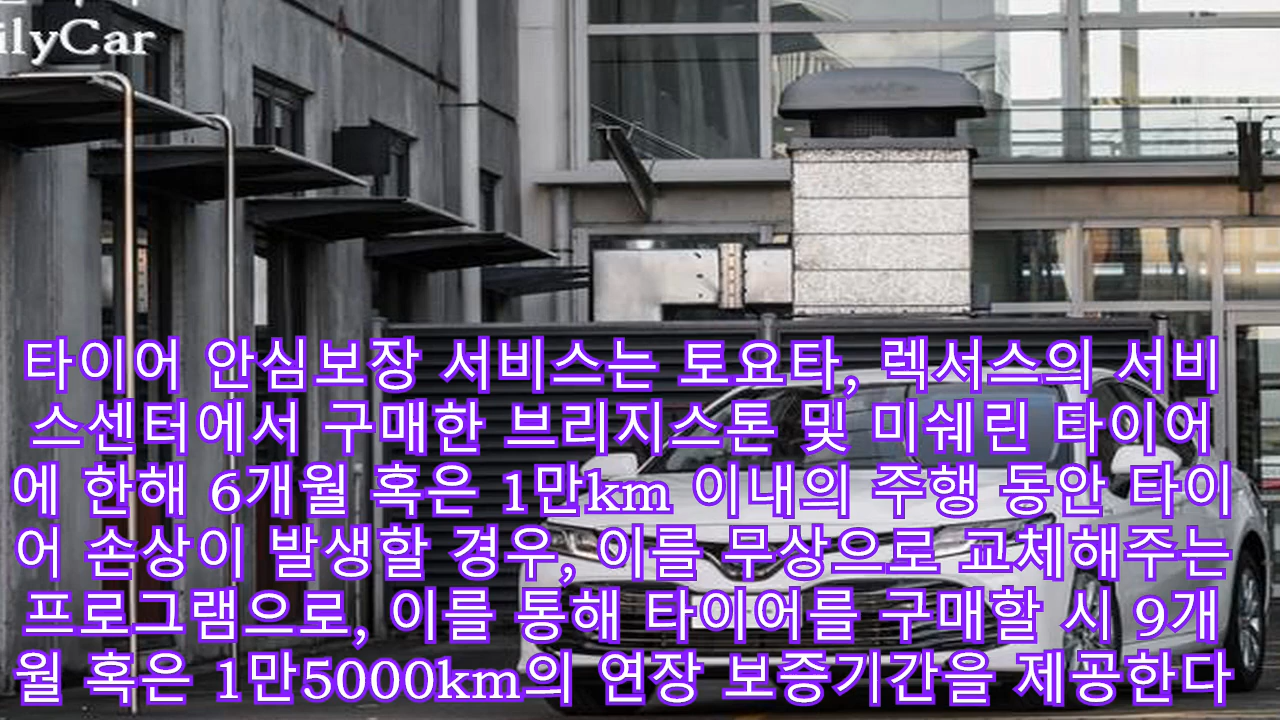 ilyCar
타이어 안심보장 서비스는 토요타, 렉서스의 서비
스센터에서 구매한 브리지스톤 및 미쉐린 타이어
에 한해 6개월 혹은 1만km 이내의 주행 동안 타이
어 손상이 발생할 경우, 이를 무상으로 교체해주는
프로그램으로, 이를 통해 타이어를 구매할 시 9개
월 혹은 1만5000km의 연장 보증기간을 제공한다